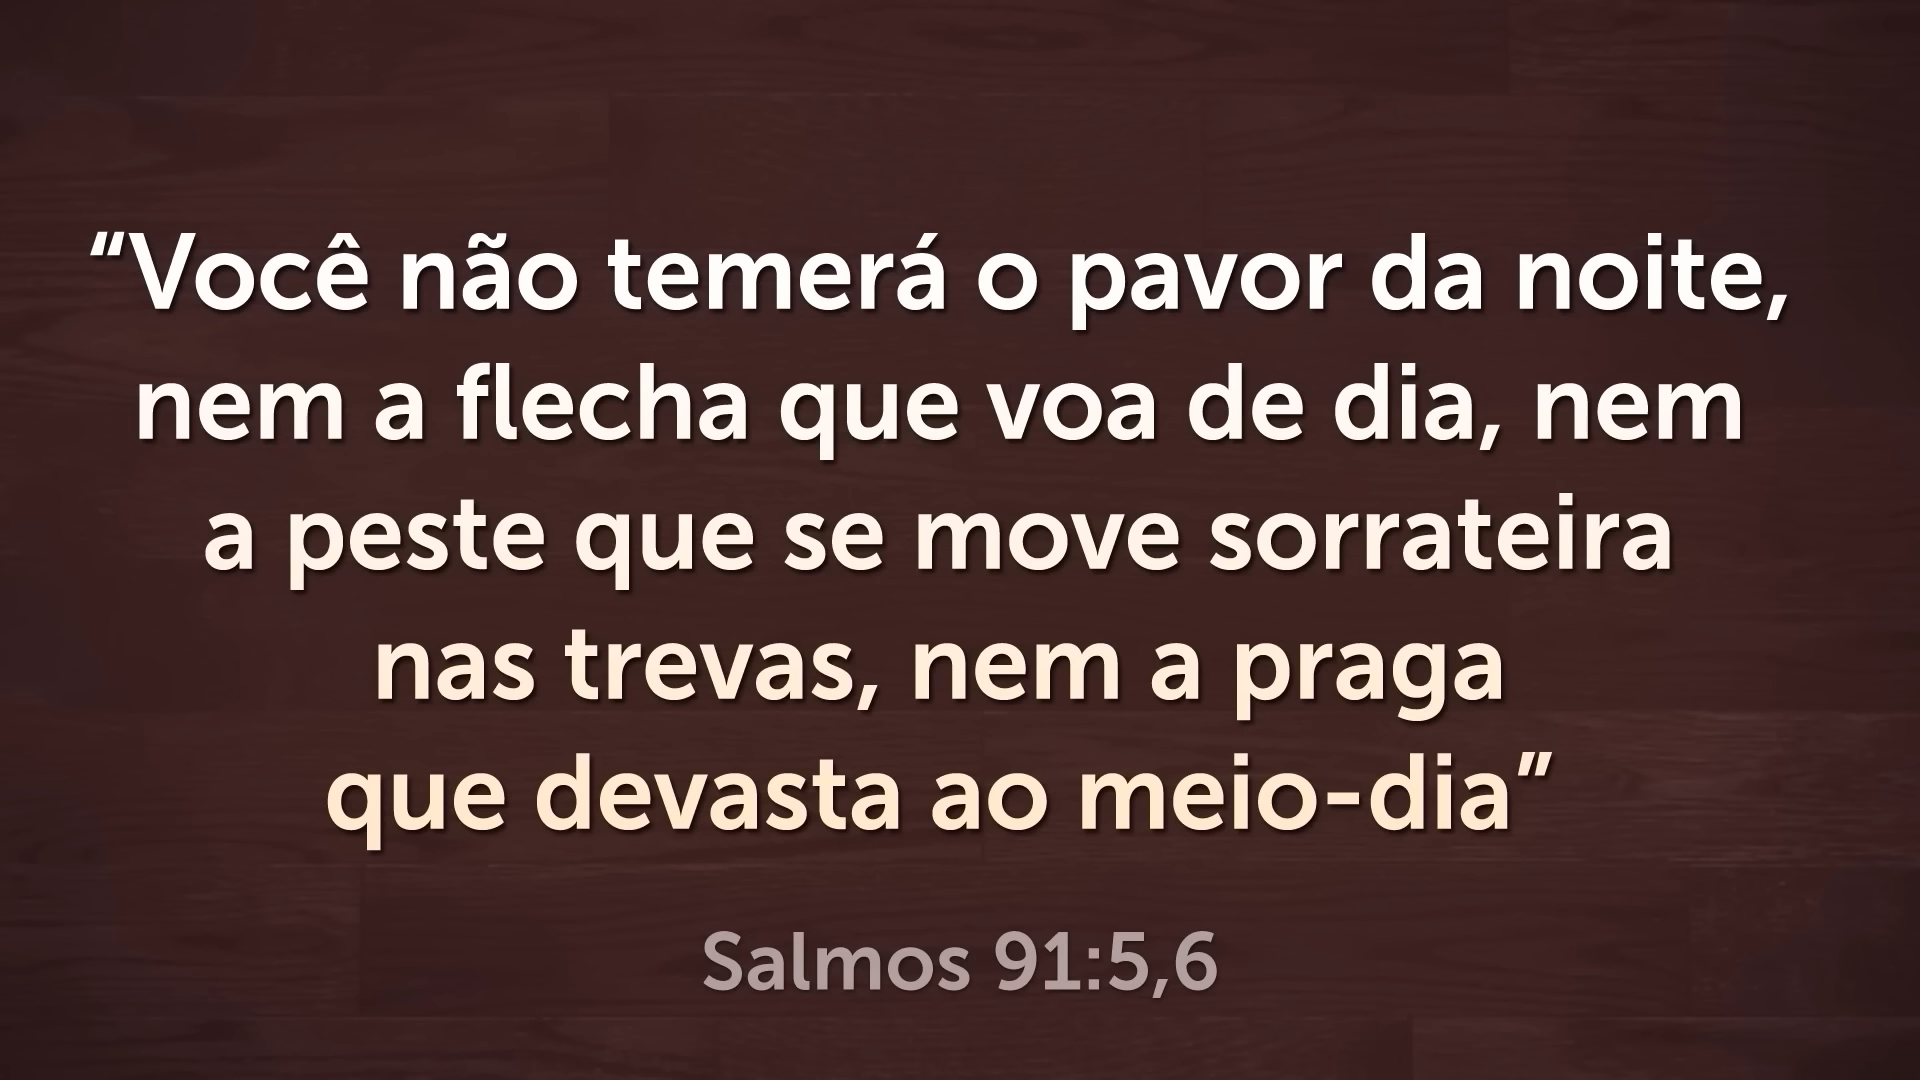 “Você não temerá o pavor da noite,
nem a flecha que voa de dia, nem
a peste que se move sorrateira
nas trevas, nem a praga
que devasta ao meio-dia”
Salmos 91:5,6